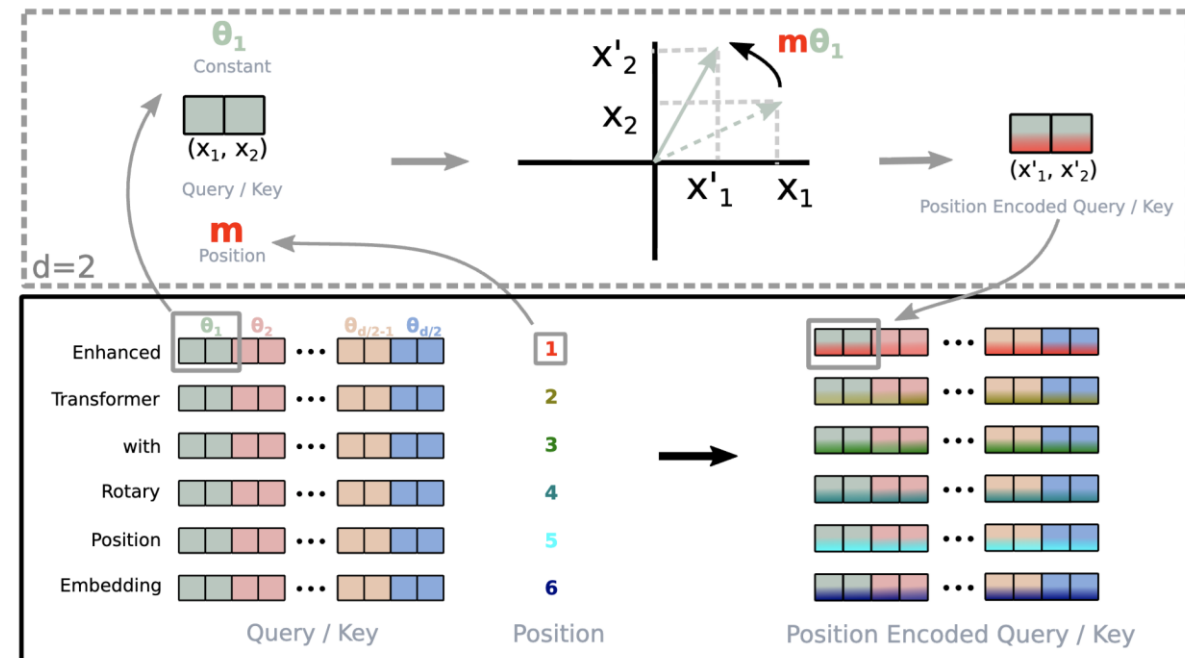 θ₁
Constant
(x₁, x₂)
Query / Key
m
Position
d=2
x'₂
x₂
x'₁
x₁
mθ₁
(x'₁, x'₂)
Position Encoded Query / Key
θ₁ θ₂ θd/2-1 θd/2
Enhanced ••• 1 •••
Transformer ••• 2 •••
with ••• 3 •••
Rotary ••• 4 •••
Position ••• 5 •••
Embedding ••• 6 •••
Query / Key Position Position Encoded Query / Key